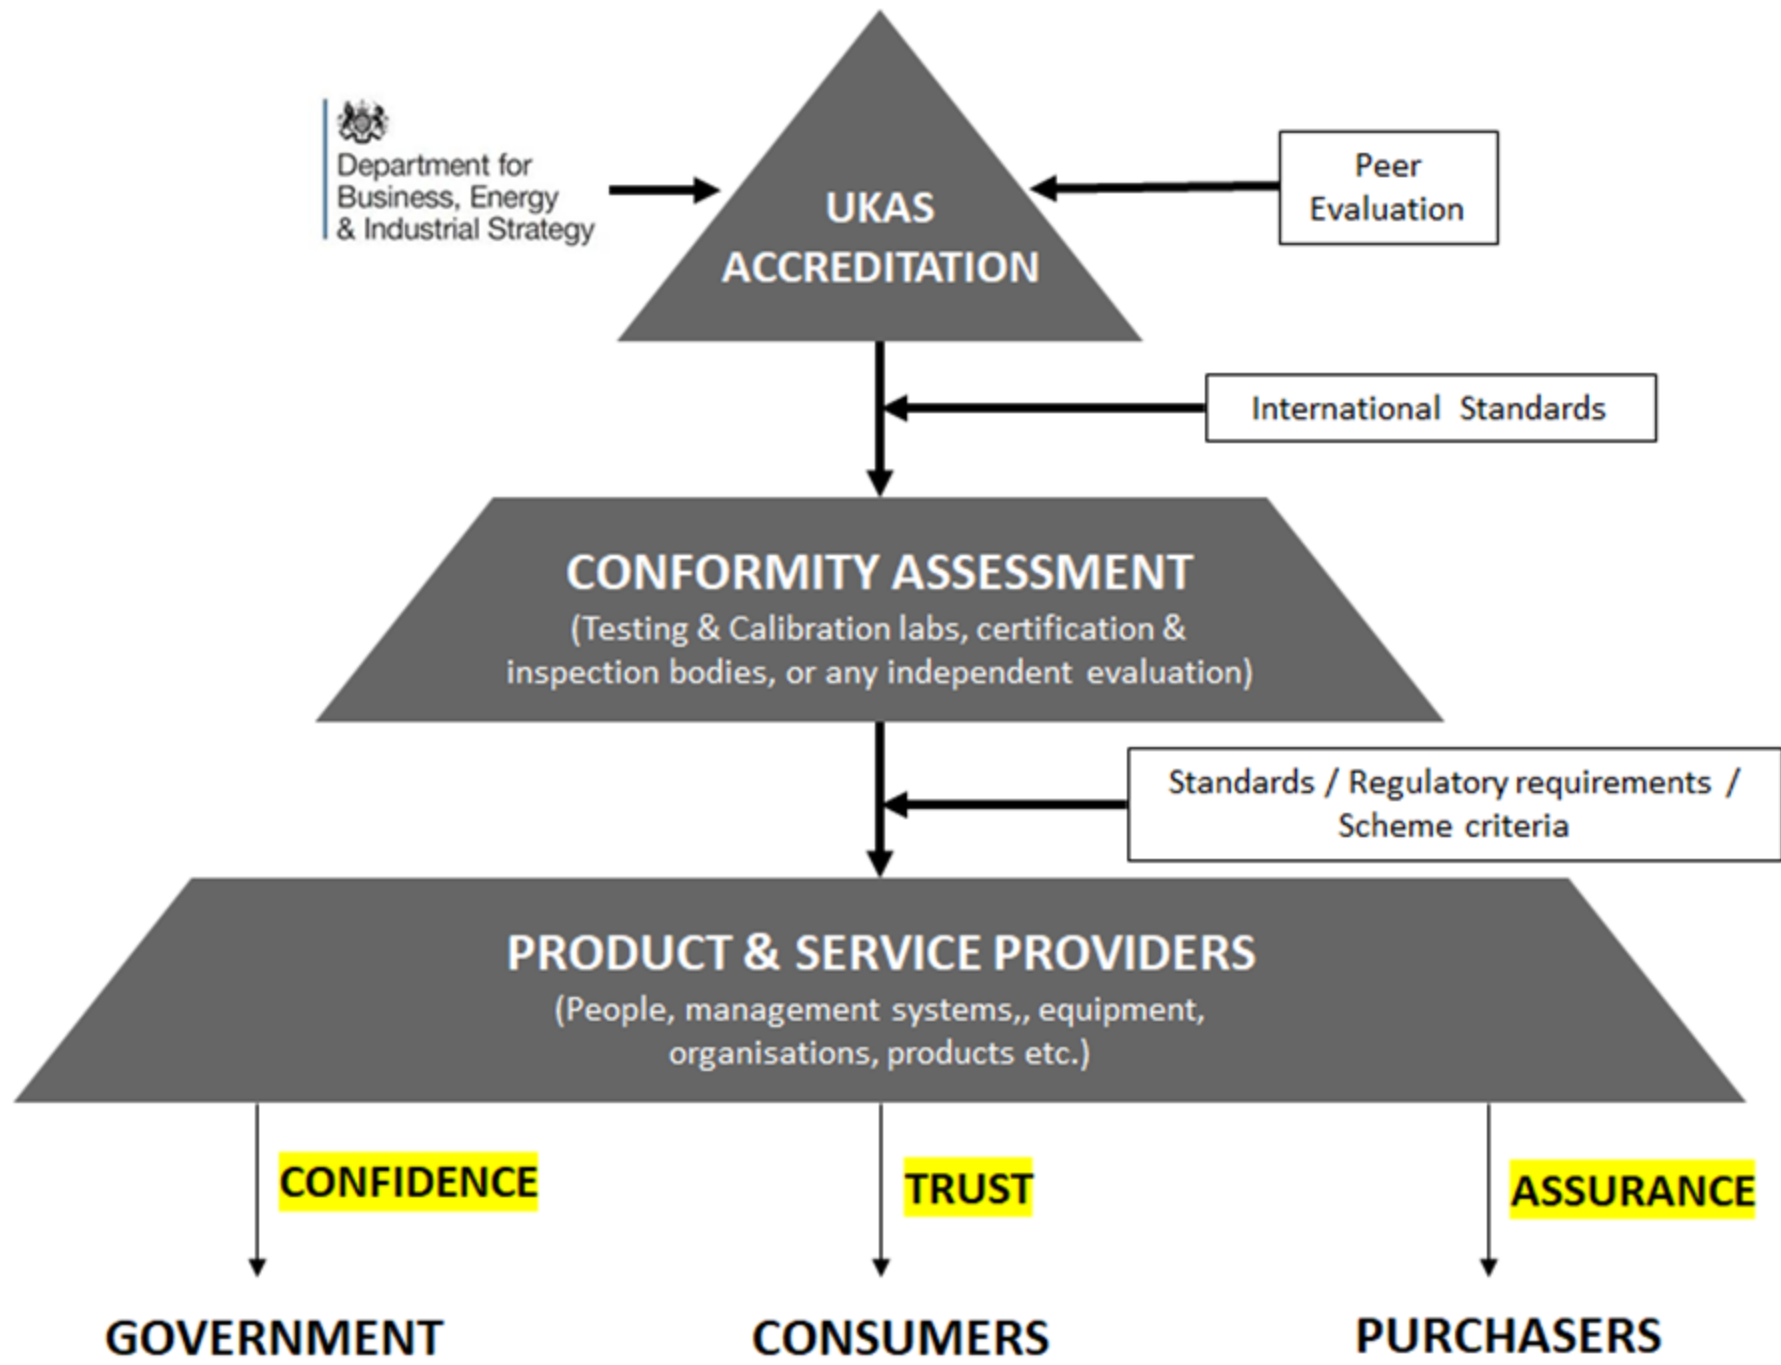 Department for
Business, Energy
& Industrial Strategy
UKAS
ACCREDITATION
Peer
Evaluation
International Standards
CONFORMITY ASSESSMENT
(Testing & Calibration labs, certification &
inspection bodies, or any independent evaluation)
Standards / Regulatory requirements /
Scheme criteria
PRODUCT & SERVICE PROVIDERS
(People, management systems,, equipment,
organisations, products etc.)
CONFIDENCE
TRUST
ASSURANCE
GOVERNMENT
CONSUMERS
PURCHASERS